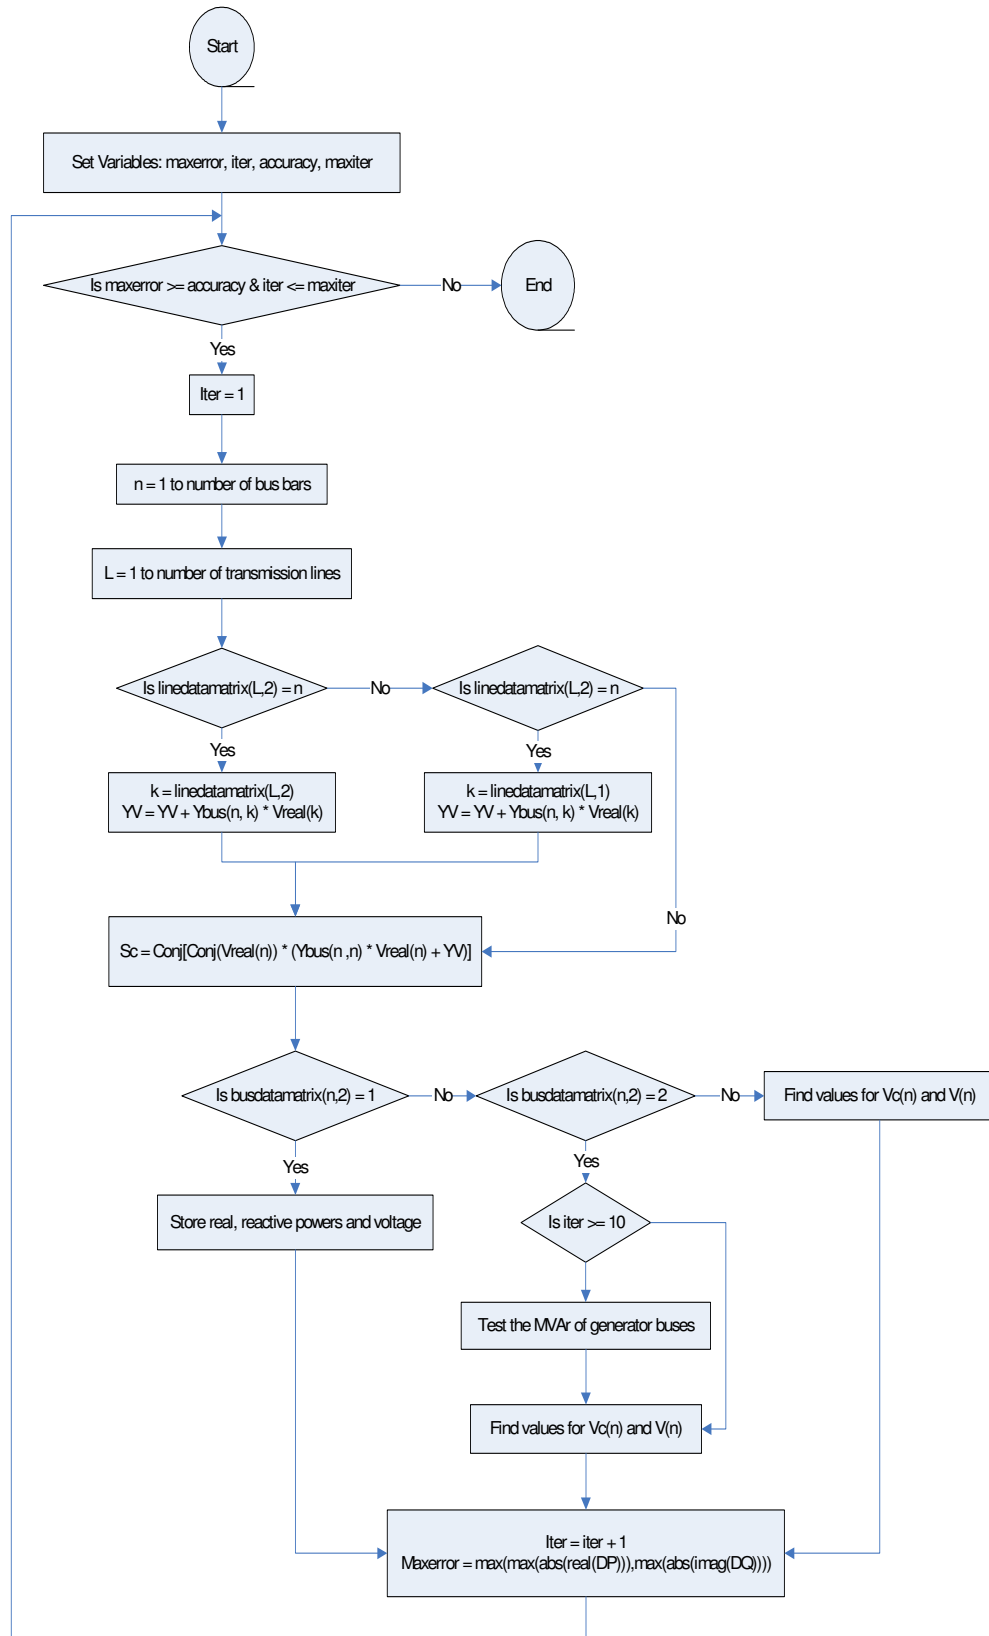 Start
Set Variables: maxerror, iter, accuracy, maxiter
Is maxerror >= accuracy & iter <= maxiter
No
End
Yes
Iter = 1
n = 1 to number of bus bars
L = 1 to number of transmission lines
Is linedatamatrix(L,2) = n
No
Is linedatamatrix(L,2) = n
Yes
Yes
k = linedatamatrix(L,2)
YV = YV + Ybus(n, k) * Vreal(k)
k = linedatamatrix(L,1)
YV = YV + Ybus(n, k) * Vreal(k)
No
Sc = Conj[Conj(Vreal(n)) * (Ybus(n ,n) * Vreal(n) + YV)]
Is busdatamatrix(n,2) = 1
No
Is busdatamatrix(n,2) = 2
No
Find values for Vc(n) and V(n)
Yes
Yes
Store real, reactive powers and voltage
Is iter >= 10
Test the MVAr of generator buses
Find values for Vc(n) and V(n)
Iter = iter + 1
Maxerror = max(max(abs(real(DP))),max(abs(imag(DQ))))